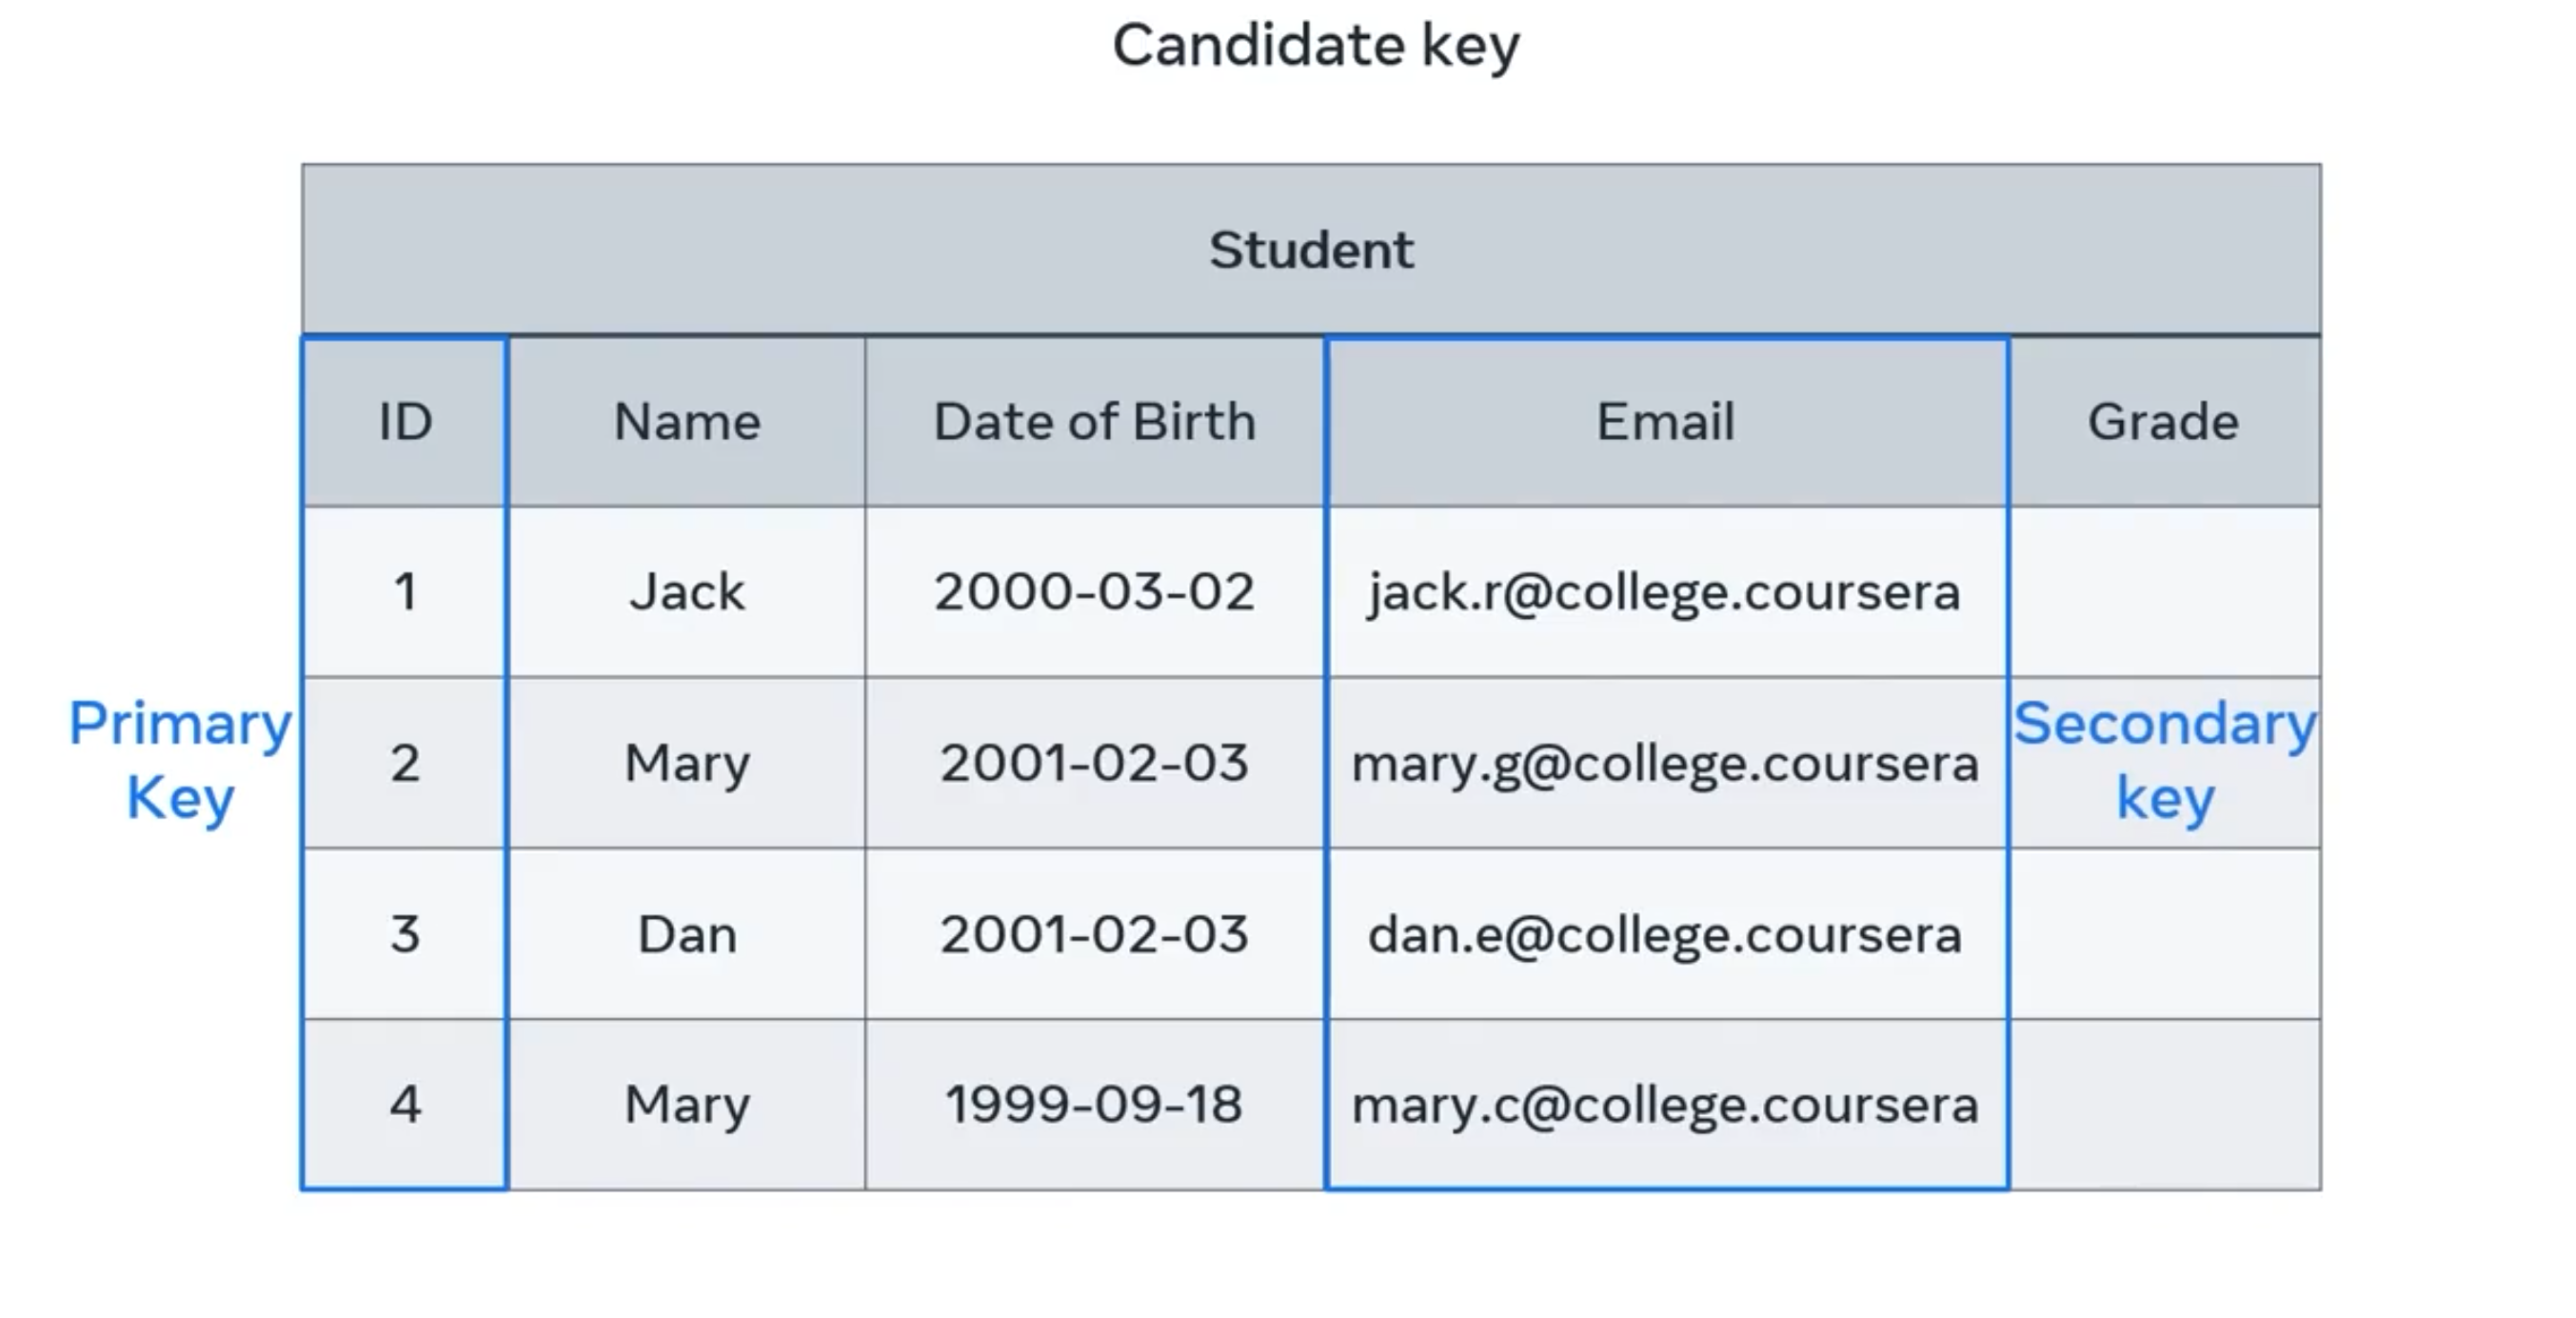 Candidate key
Student
ID Name Date of Birth Email Grade
1 Jack 2000-03-02 jack.r@college.coursera
Primary Key
2 Mary 2001-02-03 mary.g@college.coursera
Secondary key
3 Dan 2001-02-03 dan.e@college.coursera
4 Mary 1999-09-18 mary.c@college.coursera